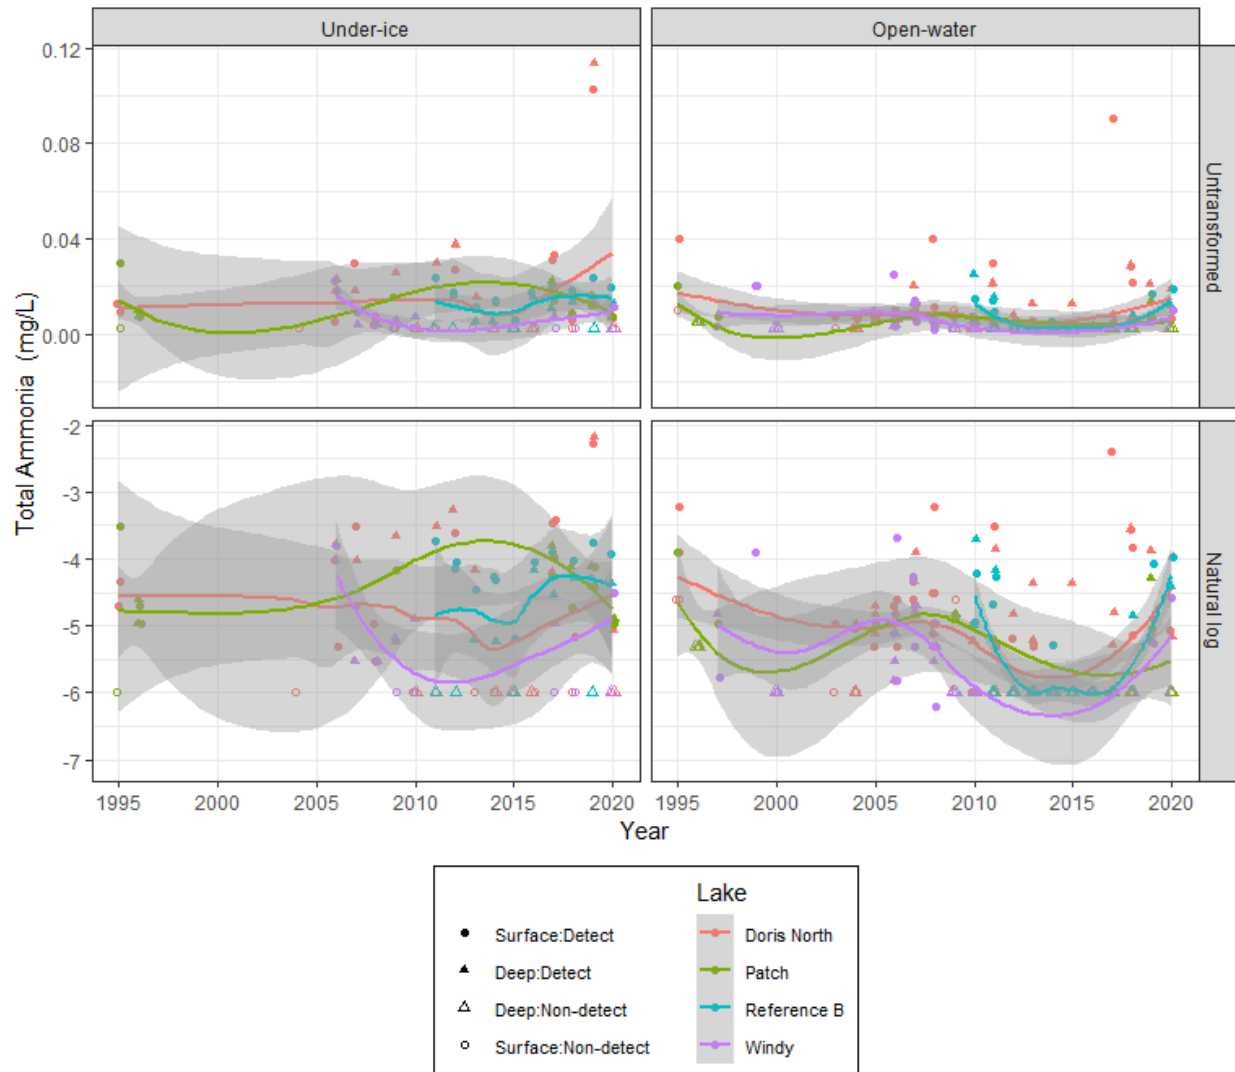 Under-ice
Open-water
0.12
0.08
0.04
0.00
Untransformed
Total Ammonia (mg/L)
-2
-3
-4
-5
-6
-7
Natural log
1995 2000 2005 2010 2015 2020
1995 2000 2005 2010 2015 2020
Year
Surface:Detect
Deep:Detect
Deep:Non-detect
Surface:Non-detect
Lake
Doris North
Patch
Reference B
Windy